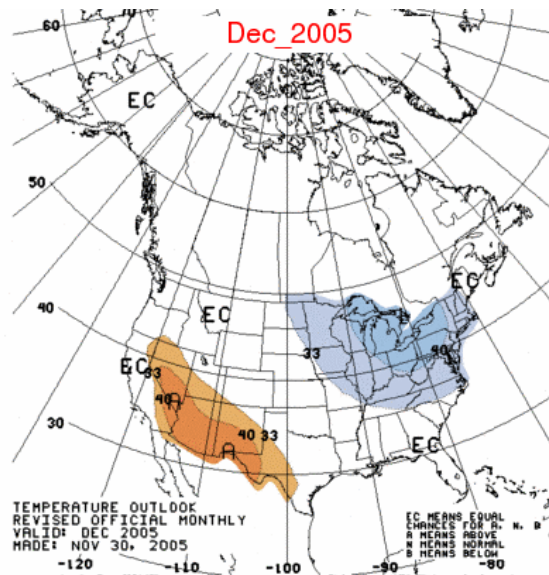 Dec_2005
60
EC
50
EC
40
EC
33
40
EC
33
40
A
40 33
A
30
EC
TEMPERATURE OUTLOOK
REVISED OFFICIAL MONTHLY
VALID: DEC 2005
MADE: NOV 30, 2005
EC MEANS EQUAL
CHANCES FOR A, N, B
A MEANS ABOVE
N MEANS NORMAL
B MEANS BELOW
-120
-110
-100
-90
-80